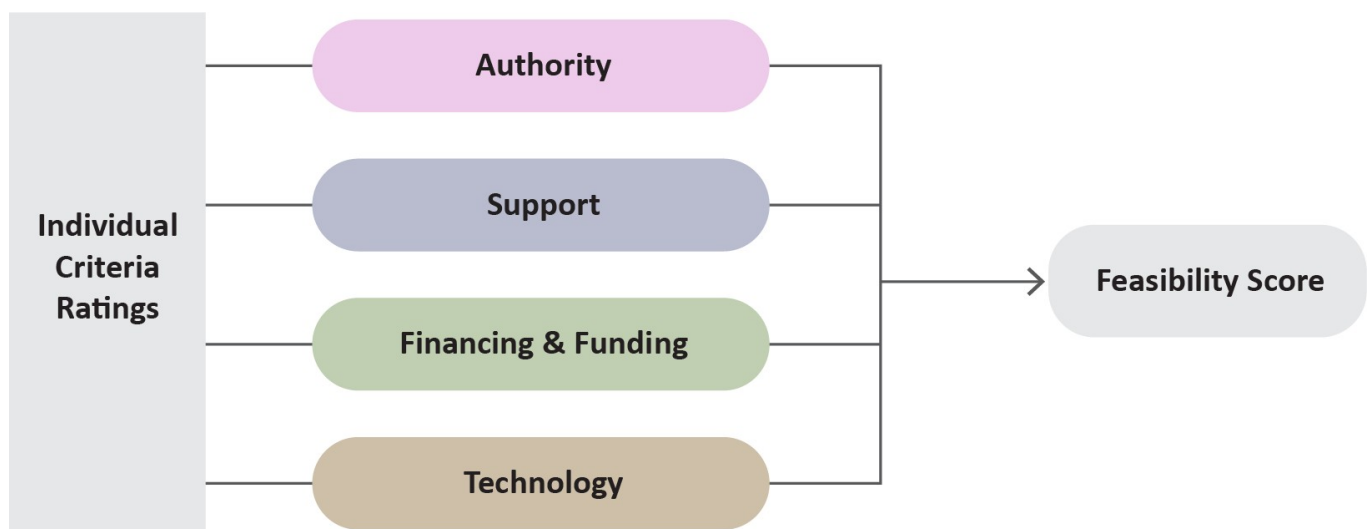 Individual
Criteria
Ratings
Authority
Support
Financing & Funding
Technology
Feasibility Score